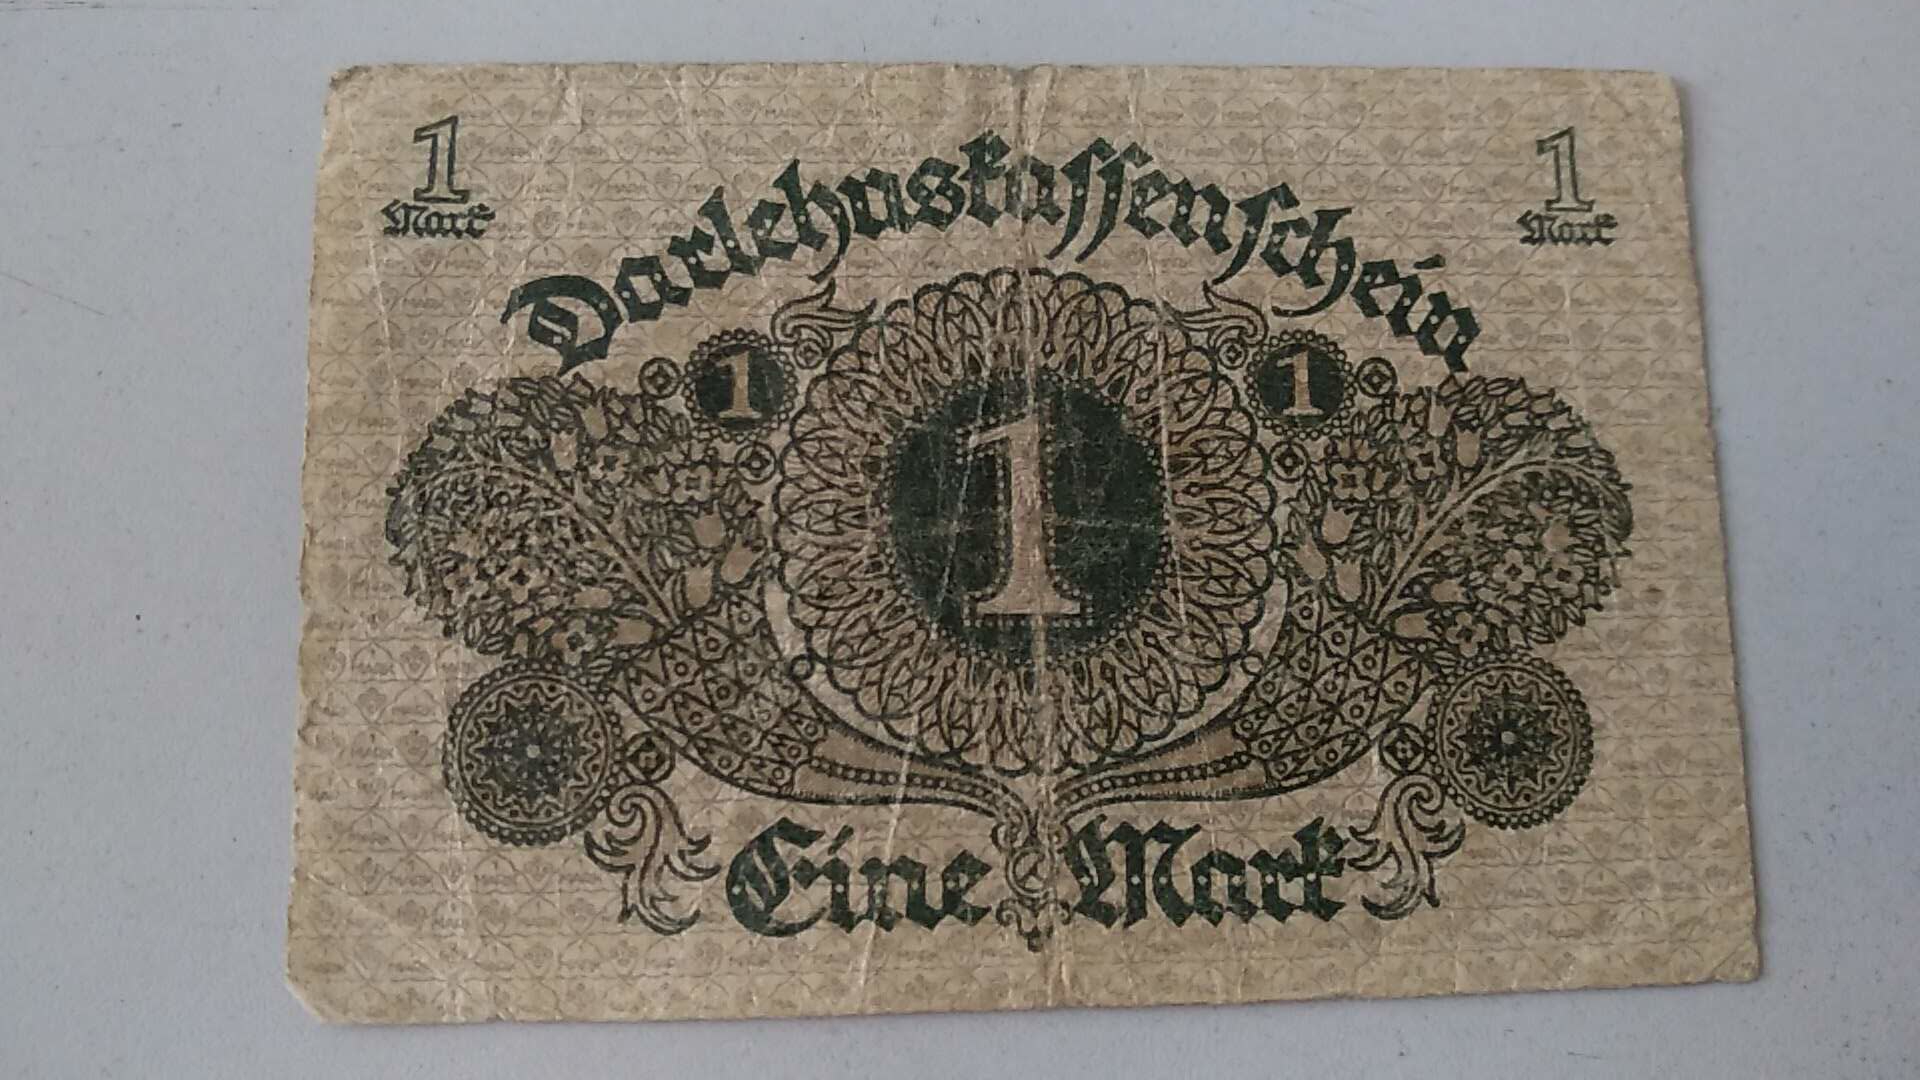 1 1
Mark Mark
Darlehnskassenschein
1 1
1
Eine Mark